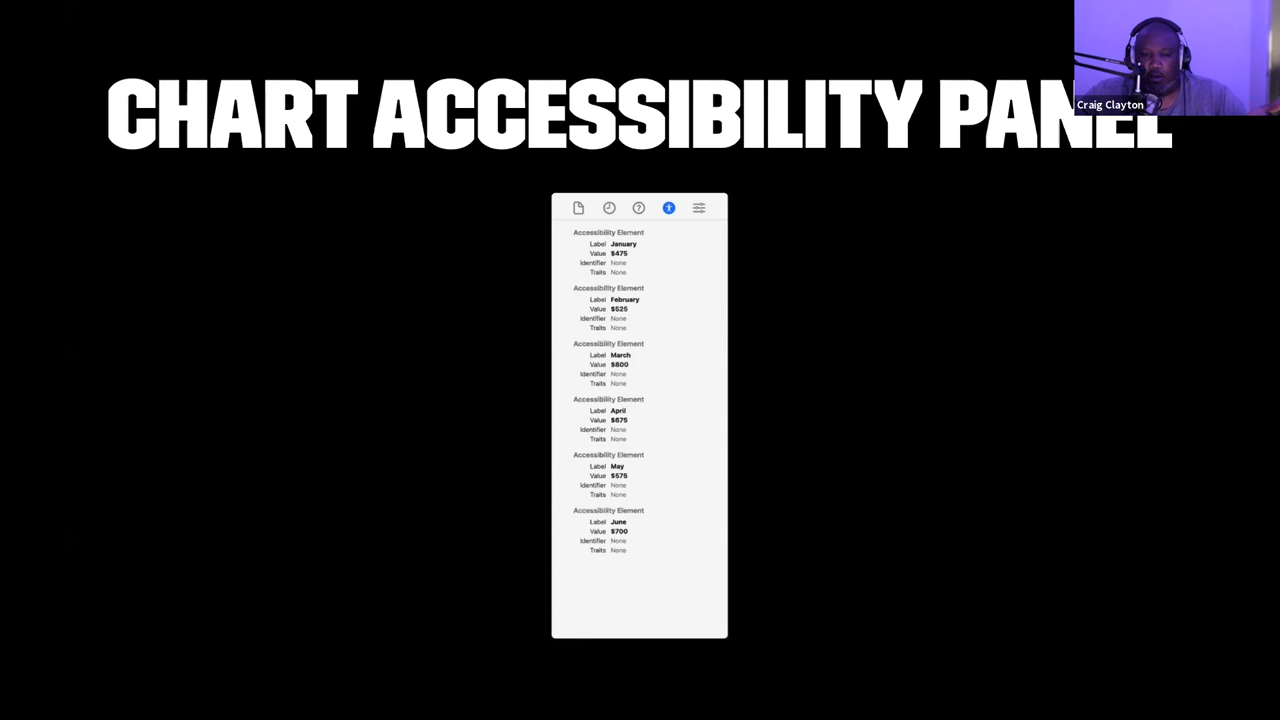 CHART ACCESSIBILITY PANEL
Craig Clayton
Accessibility Element
Label January
Value $475
Identifier None
Traits None
Accessibility Element
Label February
Value $525
Identifier None
Traits None
Accessibility Element
Label March
Value $800
Identifier None
Traits None
Accessibility Element
Label April
Value $675
Identifier None
Traits None
Accessibility Element
Label May
Value $575
Identifier None
Traits None
Accessibility Element
Label June
Value $700
Identifier None
Traits None